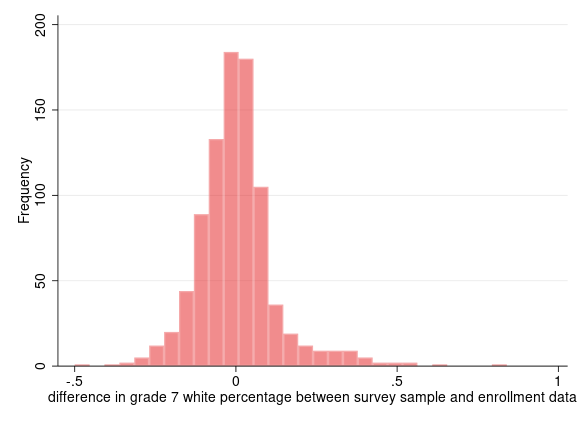 200
150
100
50
0
Frequency
-.5 0 .5 1
difference in grade 7 white percentage between survey sample and enrollment data